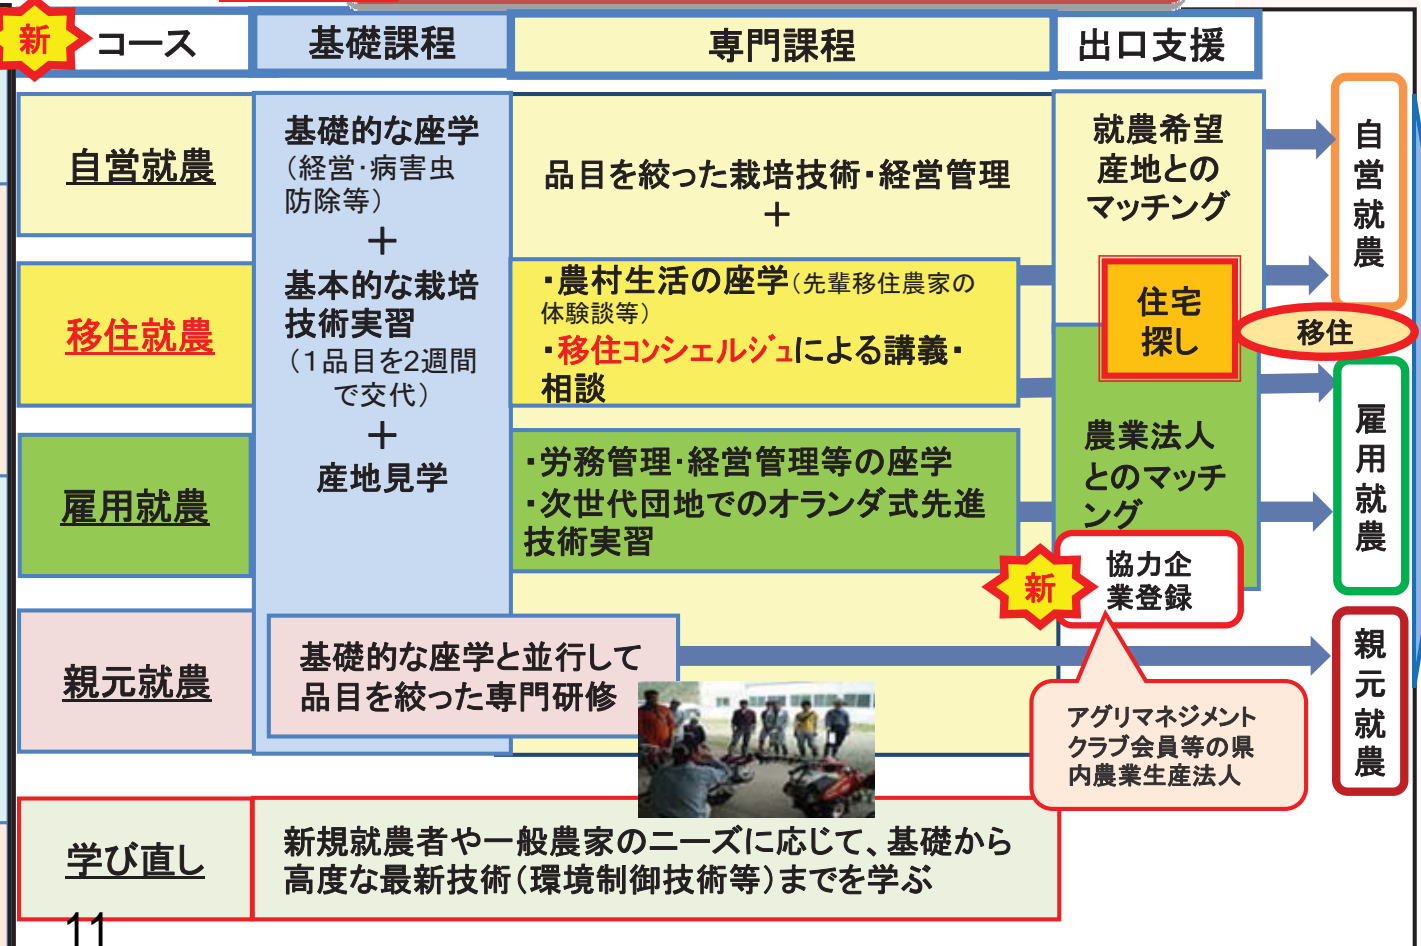 新
コース
基礎課程
専門課程
出口支援
自営就農
基礎的な座学
（経営・病害虫
防除等）
＋
基本的な栽培
技術実習
（１品目を2週間
で交代）
＋
産地見学
品目を絞った栽培技術・経営管理
＋
就農希望
産地との
マッチング
自営就農
移住就農
・農村生活の座学（先輩移住農家の
体験談等）
・移住コンシェルジュによる講義・
相談
住宅
探し
移住
雇用就農
・労務管理・経営管理等の座学
・次世代団地でのオランダ式先進
技術実習
農業法人
とのマッチ
ング
新
協力企
業登録
雇用就農
親元就農
基礎的な座学と並行して
品目を絞った専門研修
アグリマネジメント
クラブ会員等の県
内農業生産法人
親元就農
学び直し
新規就農者や一般農家のニーズに応じて、基礎から
高度な最新技術（環境制御技術等）までを学ぶ
11